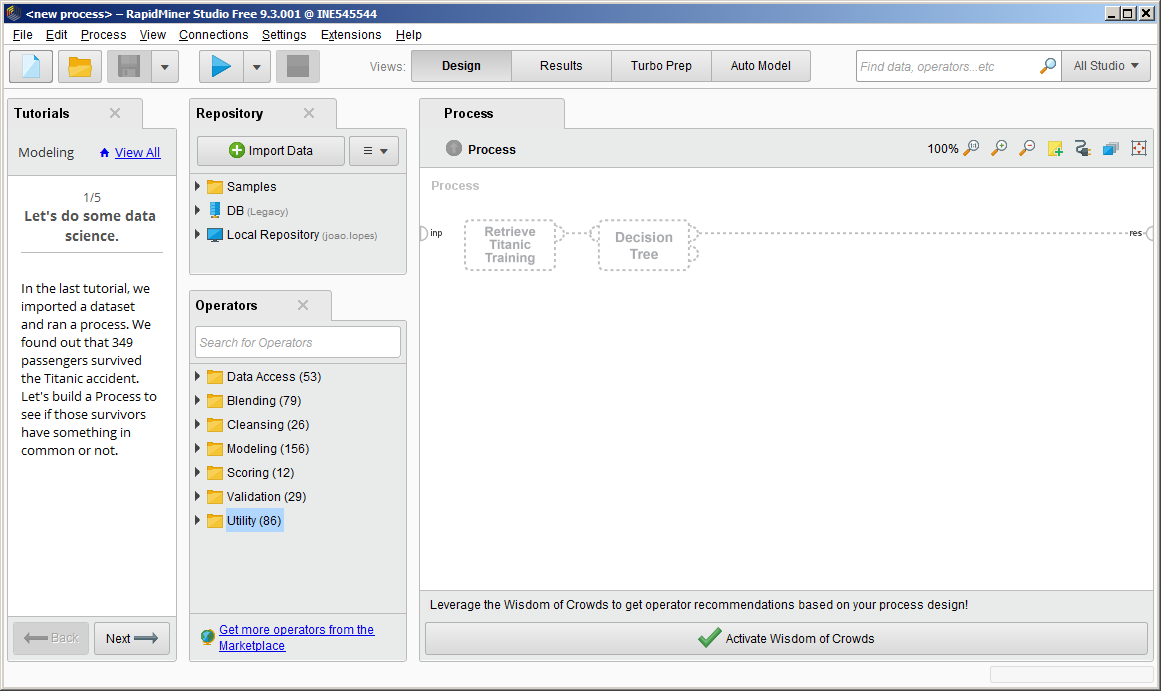 <new process> – RapidMiner Studio Free 9.3.001 @ INE545544
File Edit Process View Connections Settings Extensions Help
Views: Design Results Turbo Prep Auto Model Find data, operators...etc All Studio
Tutorials
Modeling View All
1/5
Let's do some data
science.
In the last tutorial, we
imported a dataset
and ran a process. We
found out that 349
passengers survived
the Titanic accident.
Let's build a Process to
see if those survivors
have something in
common or not.
Back Next
Repository
Import Data
Samples
DB (Legacy)
Local Repository (joao.lopes)
Operators
Search for Operators
Data Access (53)
Blending (79)
Cleansing (26)
Modeling (156)
Scoring (12)
Validation (29)
Utility (86)
Get more operators from the
Marketplace
Process
Process 100%
Process
inp
Retrieve
Titanic
Training
Decision
Tree
res
Leverage the Wisdom of Crowds to get operator recommendations based on your process design!
Activate Wisdom of Crowds